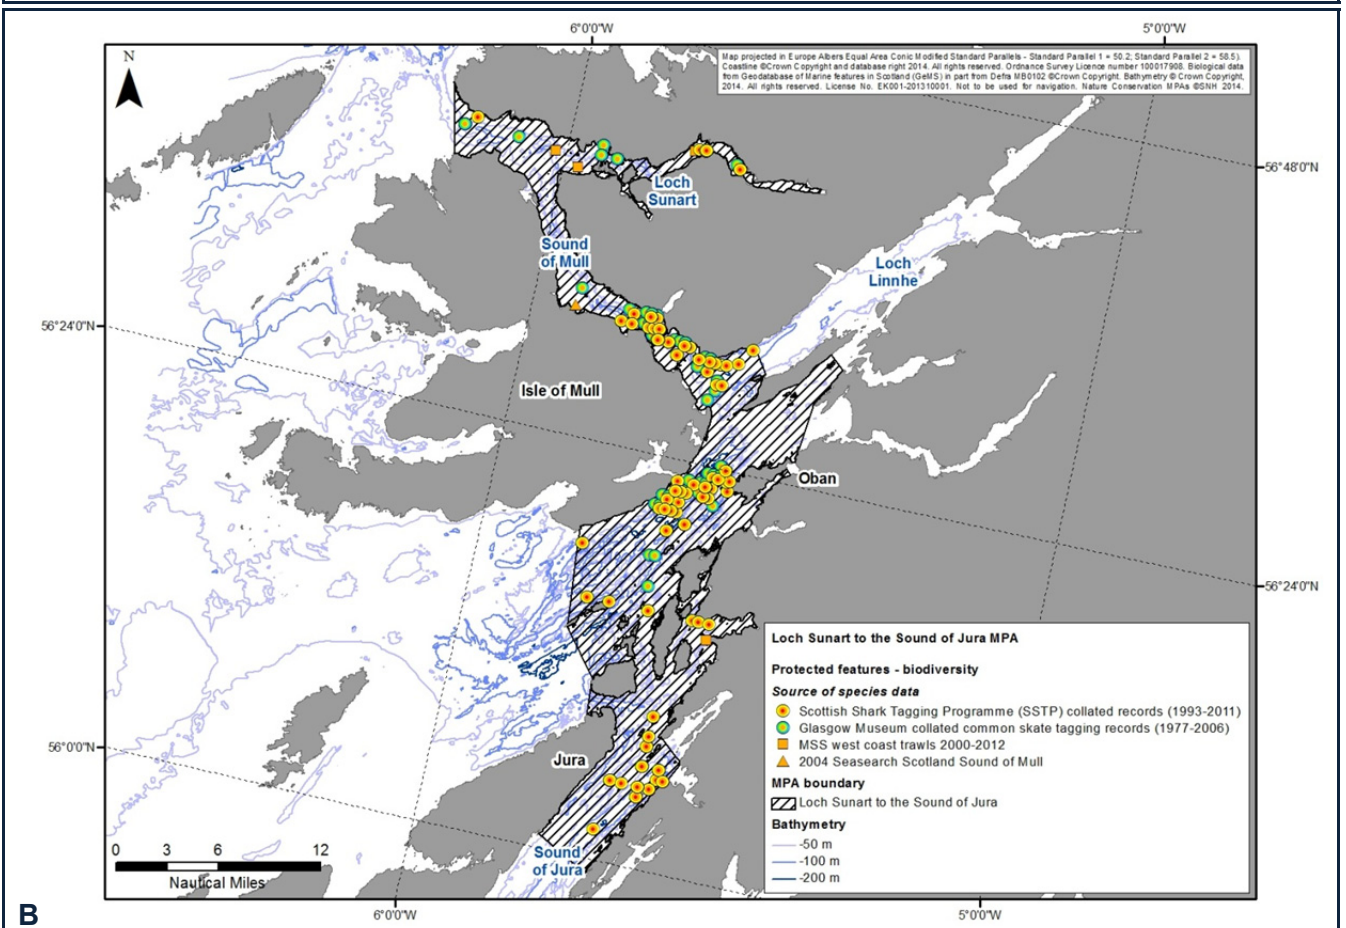 6°0'0"W
5°0'0"W
N
Map projected in Europe Albers Equal Area Conic Modified Standard Parallels - Standard Parallel 1 = 50.2; Standard Parallel 2 = 58.5).
Coastline ©Crown Copyright and database right 2014. All rights reserved. Ordnance Survey Licence number 100017908. Biological data
from Geodatabase of Marine features in Scotland (GeMS) in part from Defra MB0102 ©Crown Copyright. Bathymetry © Crown Copyright,
2014. All rights reserved. License No. EK001-201310001. Not to be used for navigation. Nature Conservation MPAs ©SNH 2014.
56°48'0"N
Loch
Sunart
Sound
of Mull
Loch
Linnhe
56°24'0"N
Isle of Mull
Oban
56°24'0"N
56°0'0"N
Jura
Sound
of Jura
Loch Sunart to the Sound of Jura MPA
Protected features - biodiversity
Source of species data
Scottish Shark Tagging Programme (SSTP) collated records (1993-2011)
Glasgow Museum collated common skate tagging records (1977-2006)
MSS west coast trawls 2000-2012
2004 Seasearch Scotland Sound of Mull
MPA boundary
Loch Sunart to the Sound of Jura
Bathymetry
-50 m
-100 m
-200 m
0 3 6 12
Nautical Miles
6°0'0"W
5°0'0"W
B